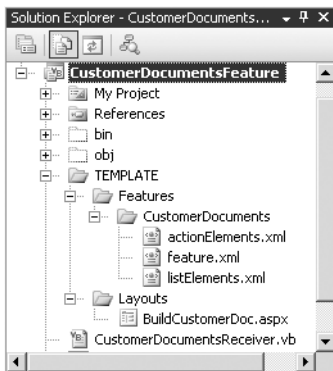 Solution Explorer - CustomerDocuments...
CustomerDocumentsFeature
My Project
References
bin
obj
TEMPLATE
Features
CustomerDocuments
actionElements.xml
feature.xml
listElements.xml
Layouts
BuildCustomerDoc.aspx
CustomerDocumentsReceiver.vb